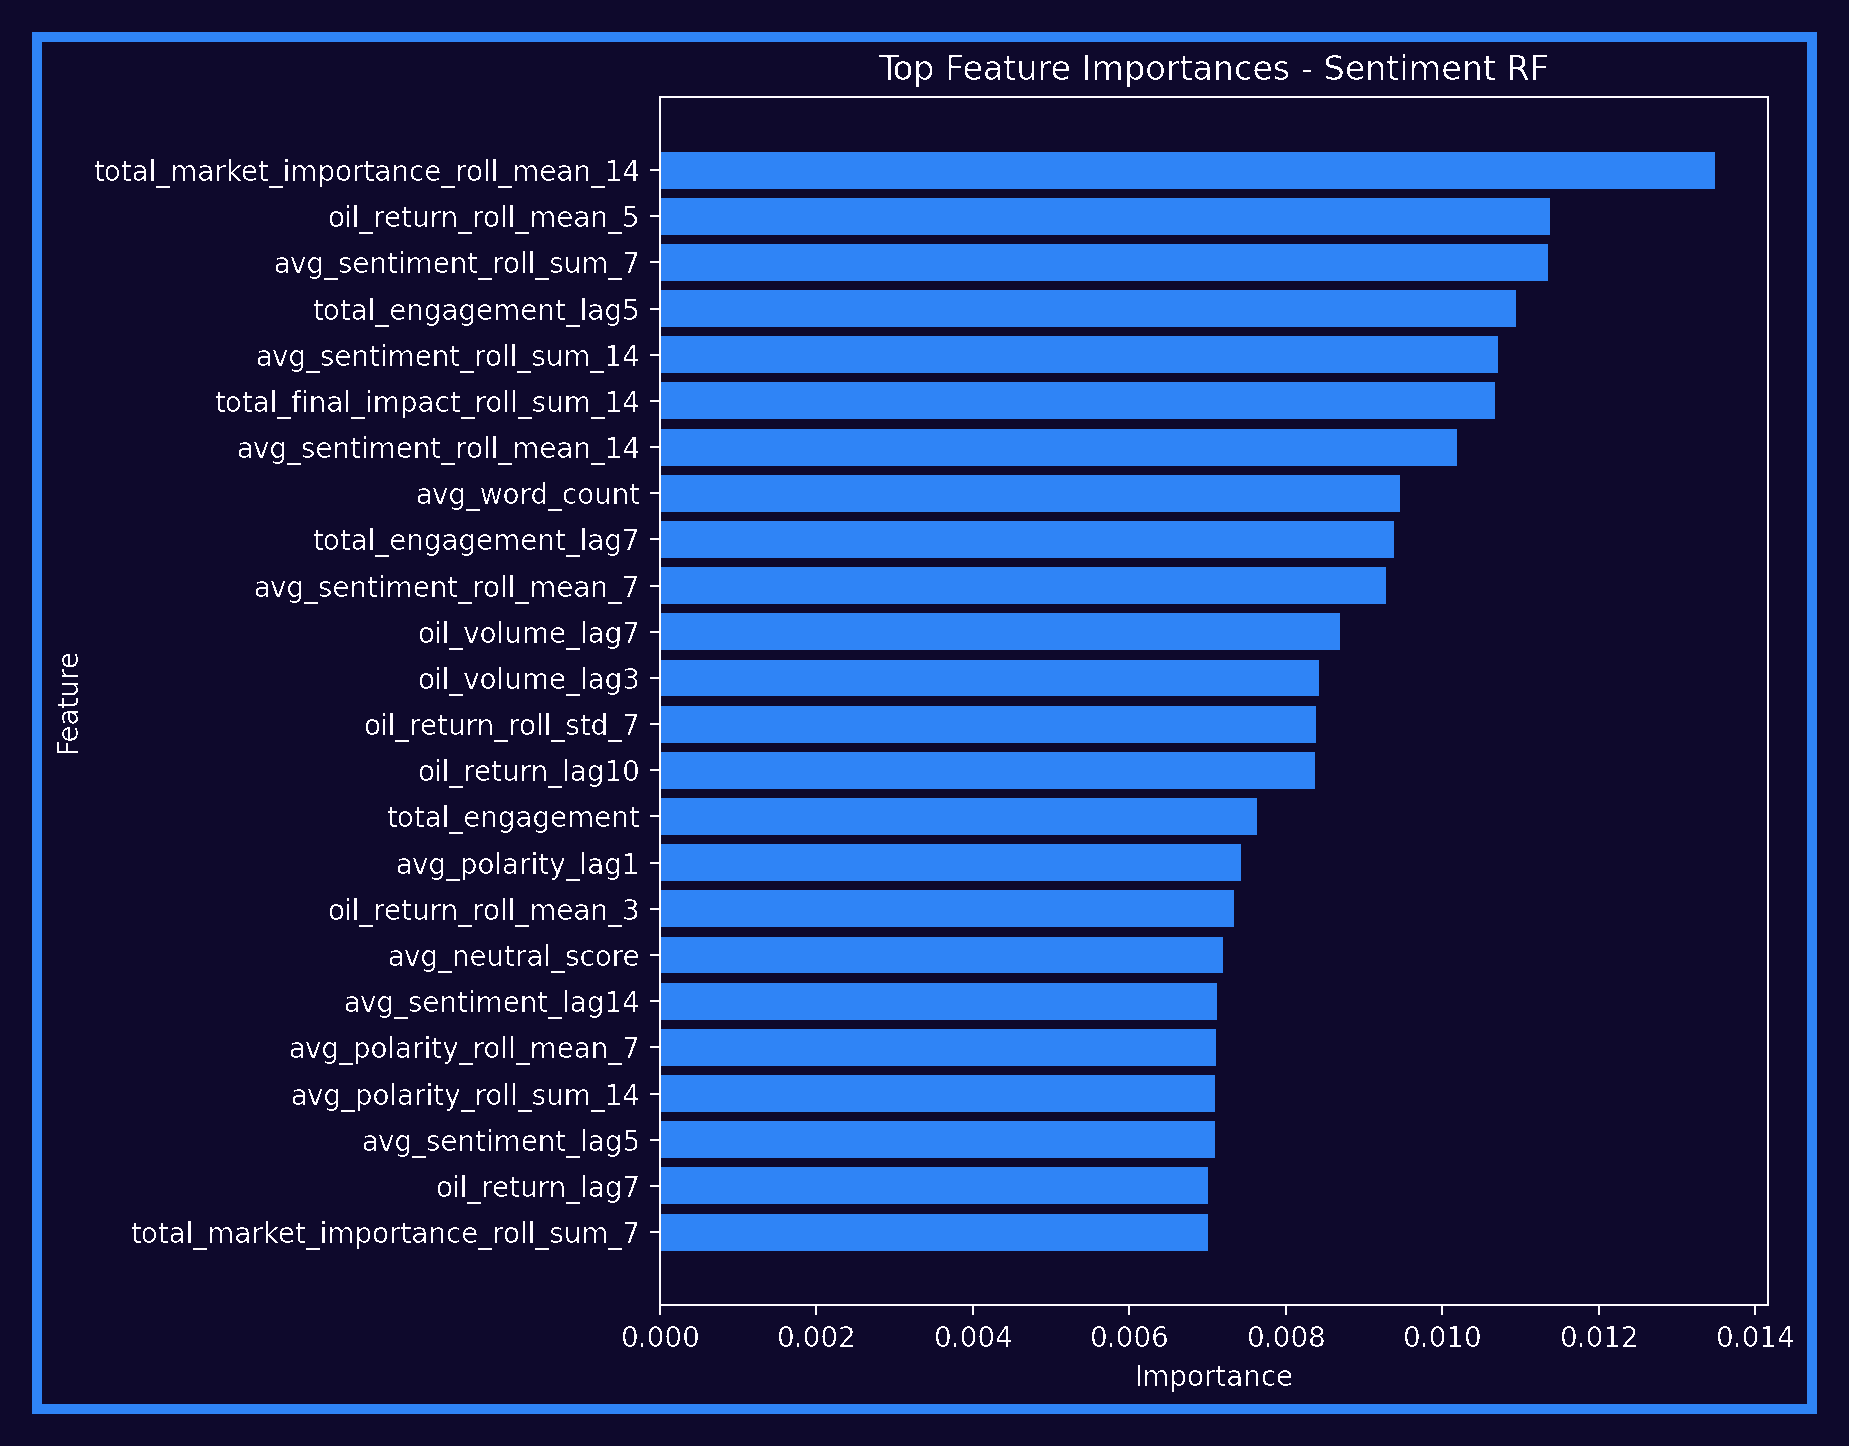 Top Feature Importances - Sentiment RF
total_market_importance_roll_mean_14
oil_return_roll_mean_5
avg_sentiment_roll_sum_7
total_engagement_lag5
avg_sentiment_roll_sum_14
total_final_impact_roll_sum_14
avg_sentiment_roll_mean_14
avg_word_count
total_engagement_lag7
avg_sentiment_roll_mean_7
oil_volume_lag7
oil_volume_lag3
oil_return_roll_std_7
oil_return_lag10
total_engagement
avg_polarity_lag1
oil_return_roll_mean_3
avg_neutral_score
avg_sentiment_lag14
avg_polarity_roll_mean_7
avg_polarity_roll_sum_14
avg_sentiment_lag5
oil_return_lag7
total_market_importance_roll_sum_7
Feature
0.000 0.002 0.004 0.006 0.008 0.010 0.012 0.014
Importance